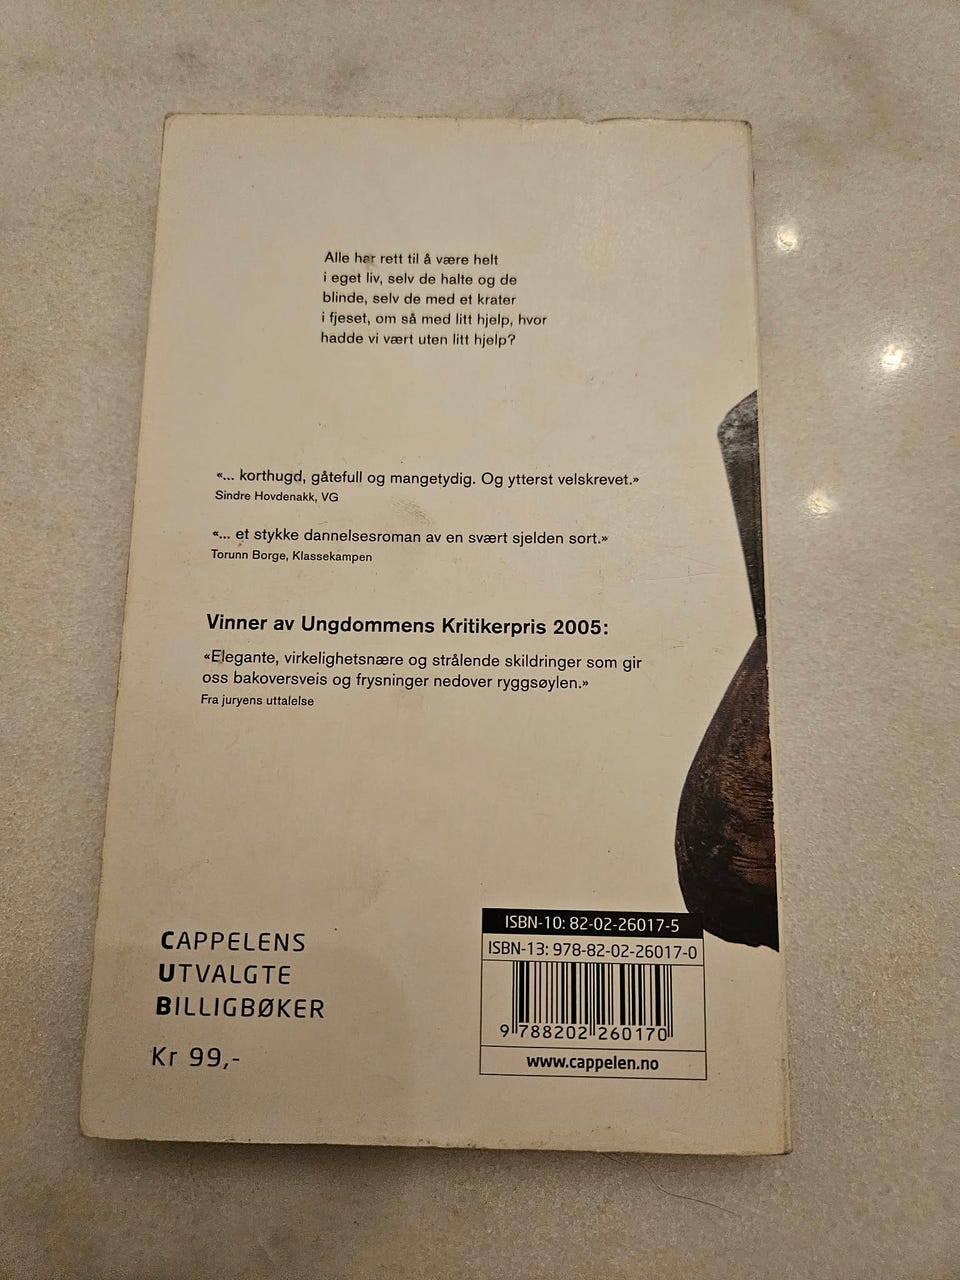 Alle har rett til å være helt
i eget liv, selv de halte og de
blinde, selv de med et krater
i fjeset, om så med litt hjelp, hvor
hadde vi vært uten litt hjelp?
«... korthugd, gåtefull og mangetydig. Og ytterst velskrevet.»
Sindre Hovdenakk, VG
«... et stykke dannelsesroman av en svært sjelden sort.»
Torunn Borge, Klassekampen
Vinner av Ungdommens Kritikerpris 2005:
«Elegante, virkelighetsnære og strålende skildringer som gir
oss bakoversveis og frysninger nedover ryggsøylen.»
Fra juryens uttalelse
CAPPELENS
UTVALGTE
BILLIGBØKER
Kr 99,-
ISBN-10: 82-02-26017-5
ISBN-13: 978-82-02-26017-0
9 788202 260170
www.cappelen.no